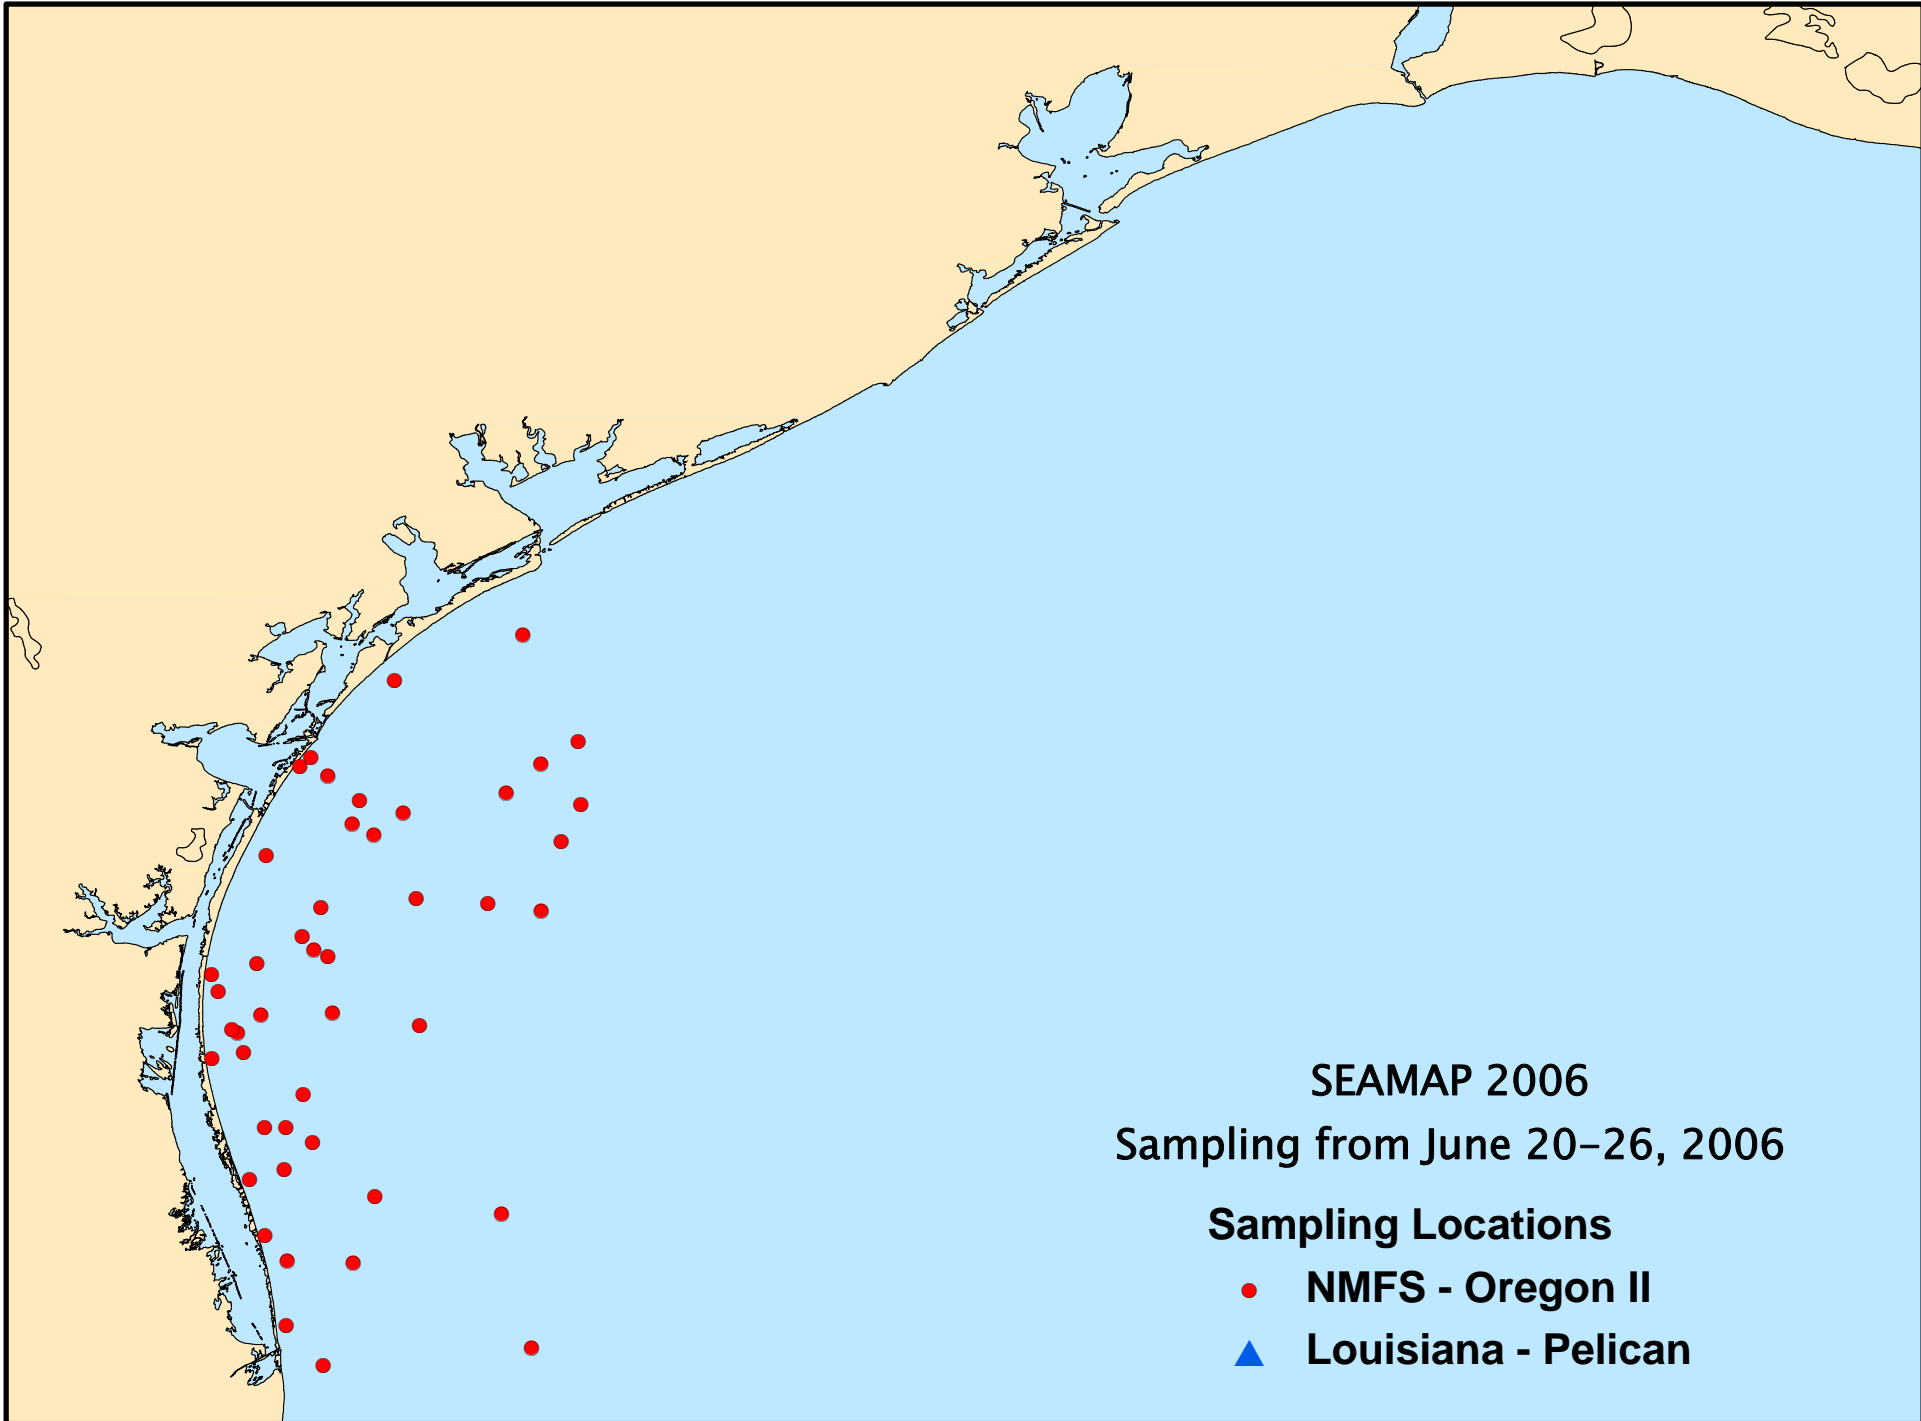 SEAMAP 2006
Sampling from June 20-26, 2006
Sampling Locations
NMFS - Oregon II
Louisiana - Pelican